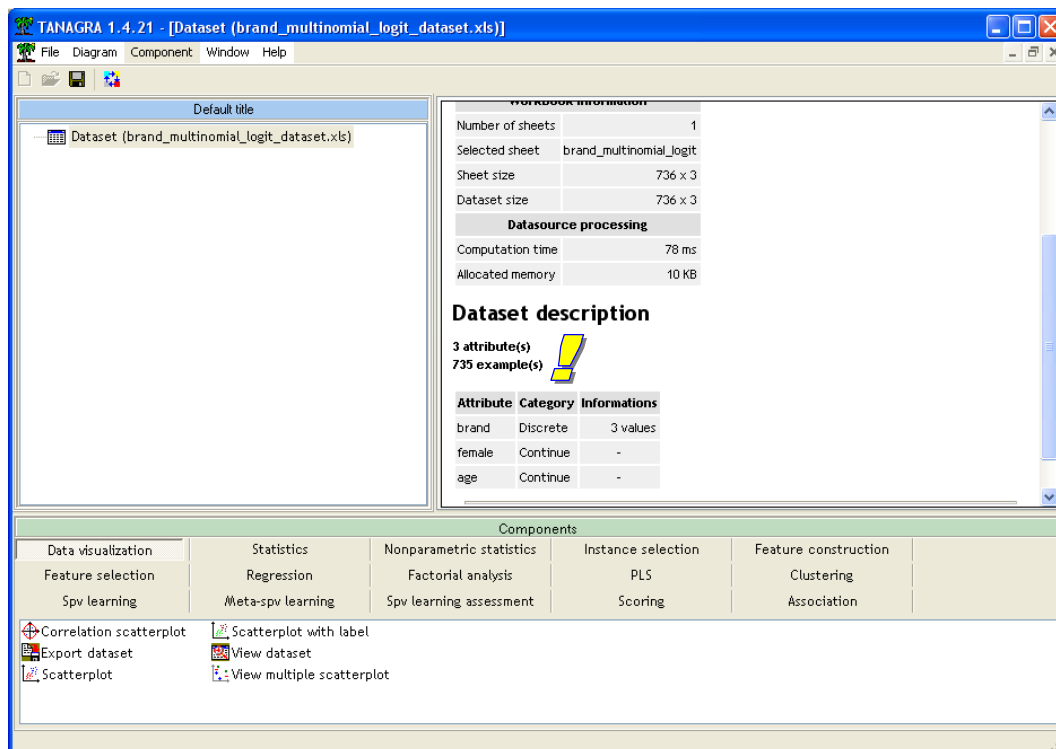 TANAGRA 1.4.21 - [Dataset (brand_multinomial_logit_dataset.xls)]
File Diagram Component Window Help
Default title
Dataset (brand_multinomial_logit_dataset.xls)
Workbook information
Number of sheets 1
Selected sheet brand_multinomial_logit
Sheet size 736 x 3
Dataset size 736 x 3
Datasource processing
Computation time 78 ms
Allocated memory 10 KB
Dataset description
3 attribute(s)
735 example(s)
Attribute Category Informations
brand Discrete 3 values
female Continue -
age Continue -
Components
Data visualization Statistics Nonparametric statistics Instance selection Feature construction
Feature selection Regression Factorial analysis PLS Clustering
Spv learning Meta-spv learning Spv learning assessment Scoring Association
Correlation scatterplot Scatterplot with label
Export dataset View dataset
Scatterplot View multiple scatterplot